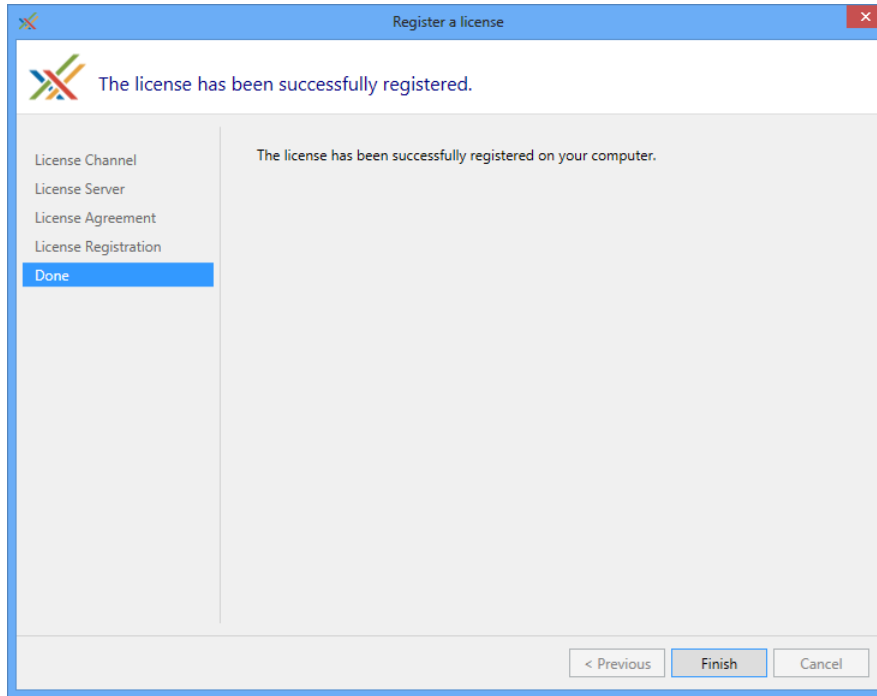 Register a license
The license has been successfully registered.
License Channel
License Server
License Agreement
License Registration
Done
The license has been successfully registered on your computer.
< Previous
Finish
Cancel